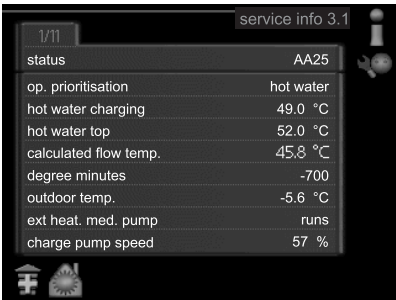 service info 3.1
1/11
status AA25
op. prioritisation hot water
hot water charging 49.0 °C
hot water top 52.0 °C
calculated flow temp. 45.8 °C
degree minutes -700
outdoor temp. -5.6 °C
ext heat. med. pump runs
charge pump speed 57 %